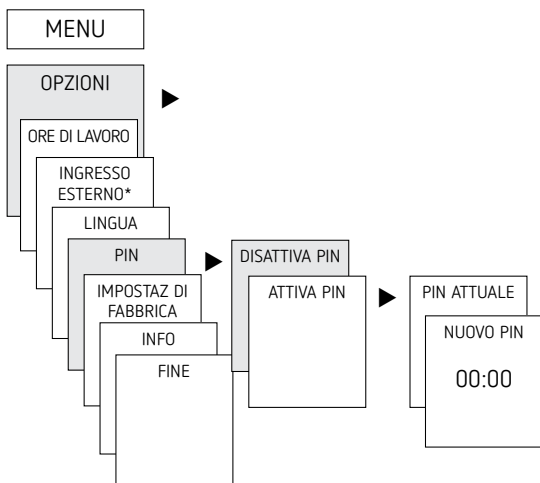 MENU
OPZIONI
ORE DI LAVORO
INGRESSO
ESTERNO*
LINGUA
PIN
IMPOSTAZ DI
FABBRICA
INFO
FINE
DISATTIVA PIN
ATTIVA PIN
PIN ATTUALE
NUOVO PIN
00:00